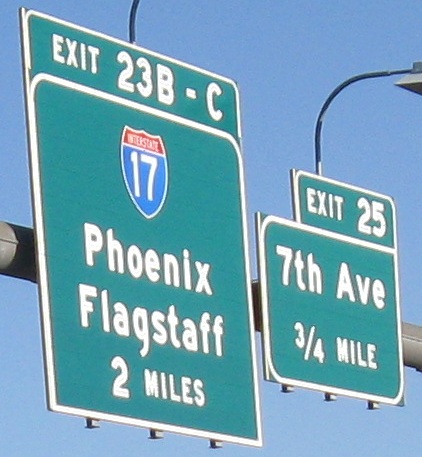 EXIT 23B - C
INTERSTATE
17
Phoenix
Flagstaff
2 MILES
EXIT 25
7th Ave
3/4 MILE